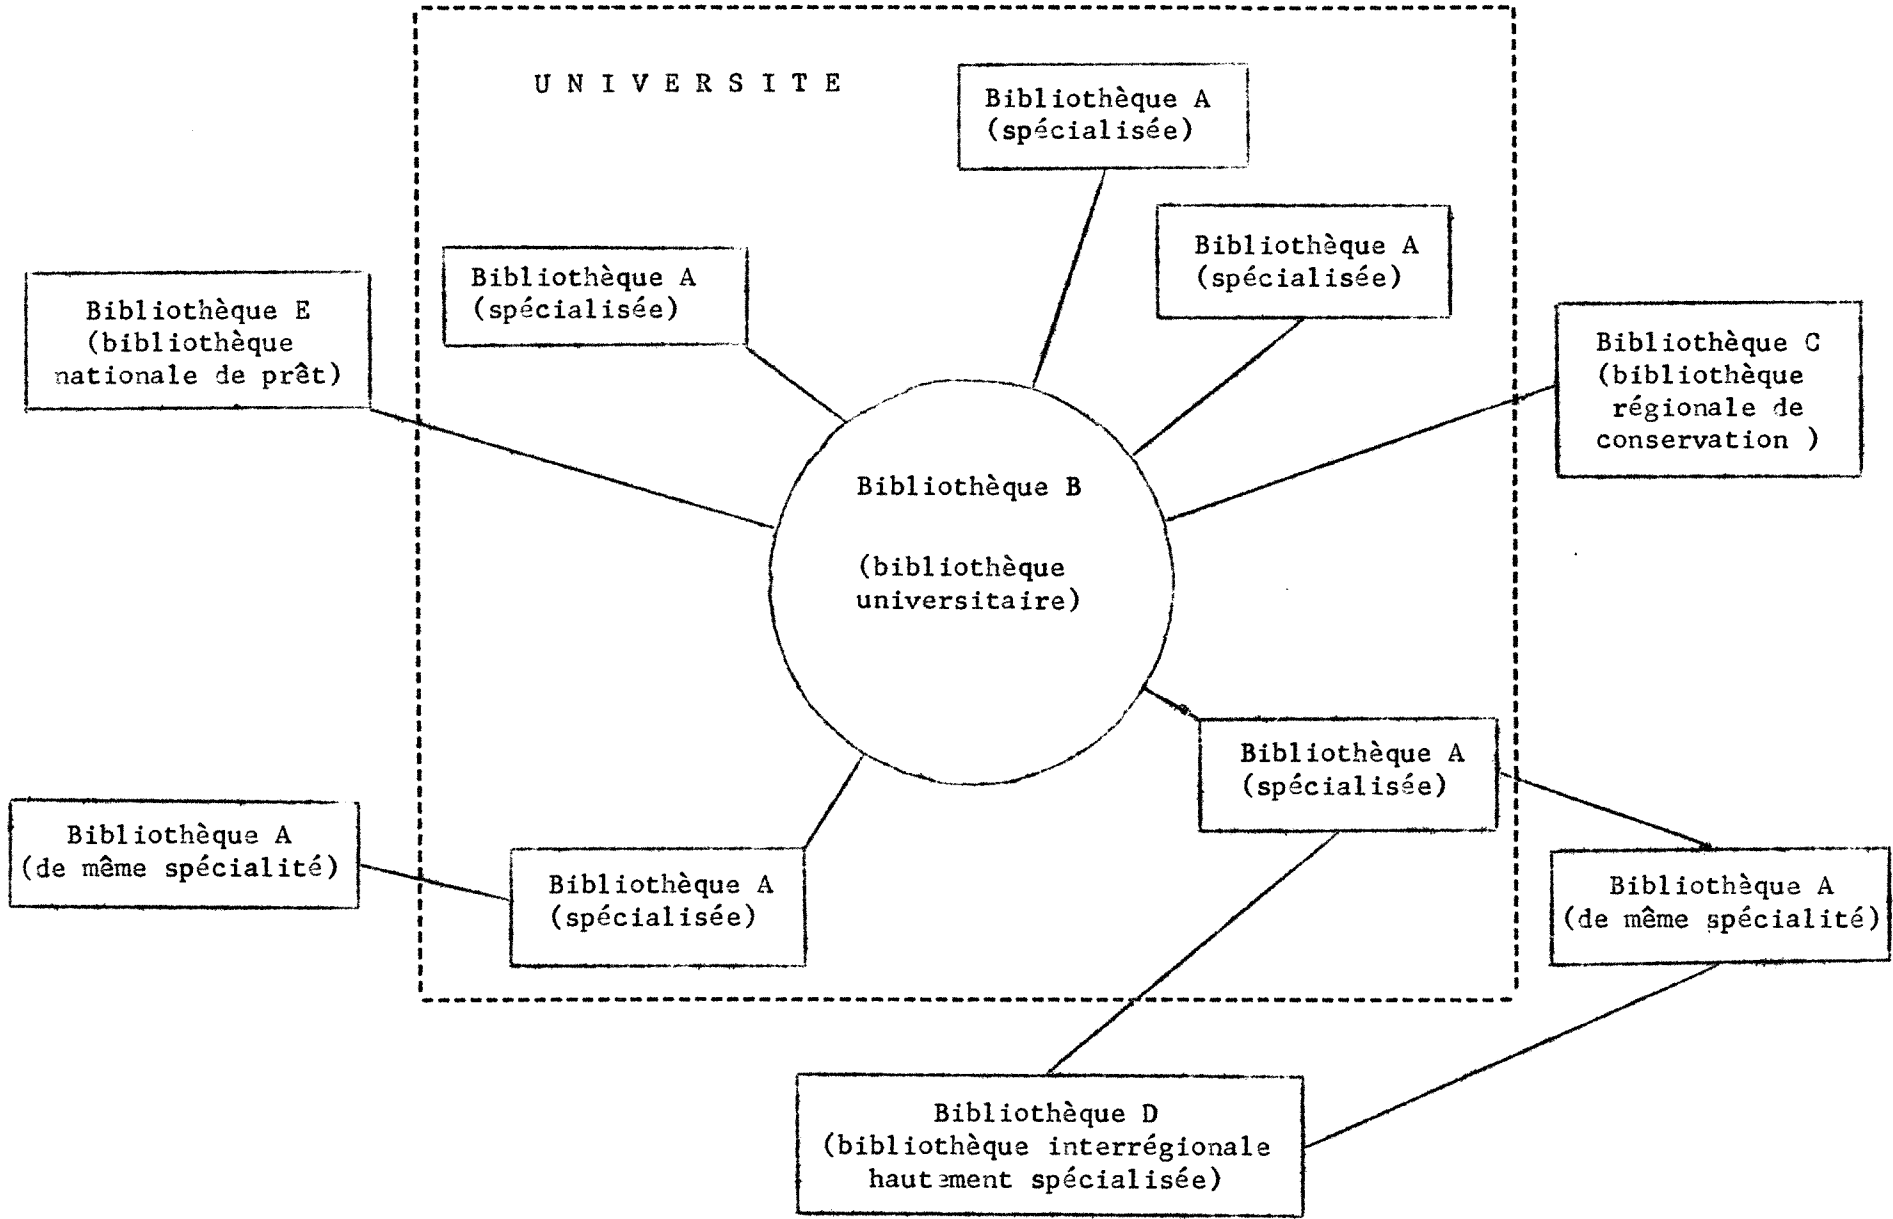 U N I V E R S I T E
Bibliothèque A
(spécialisée)
Bibliothèque A
(spécialisée)
Bibliothèque A
(spécialisée)
Bibliothèque E
(bibliothèque
nationale de prêt)
Bibliothèque C
(bibliothèque
régionale de
conservation )
Bibliothèque B
(bibliothèque
universitaire)
Bibliothèque A
(spécialisée)
Bibliothèque A
(de même spécialité)
Bibliothèque A
(spécialisée)
Bibliothèque A
(de même spécialité)
Bibliothèque D
(bibliothèque interrégionale
hautement spécialisée)